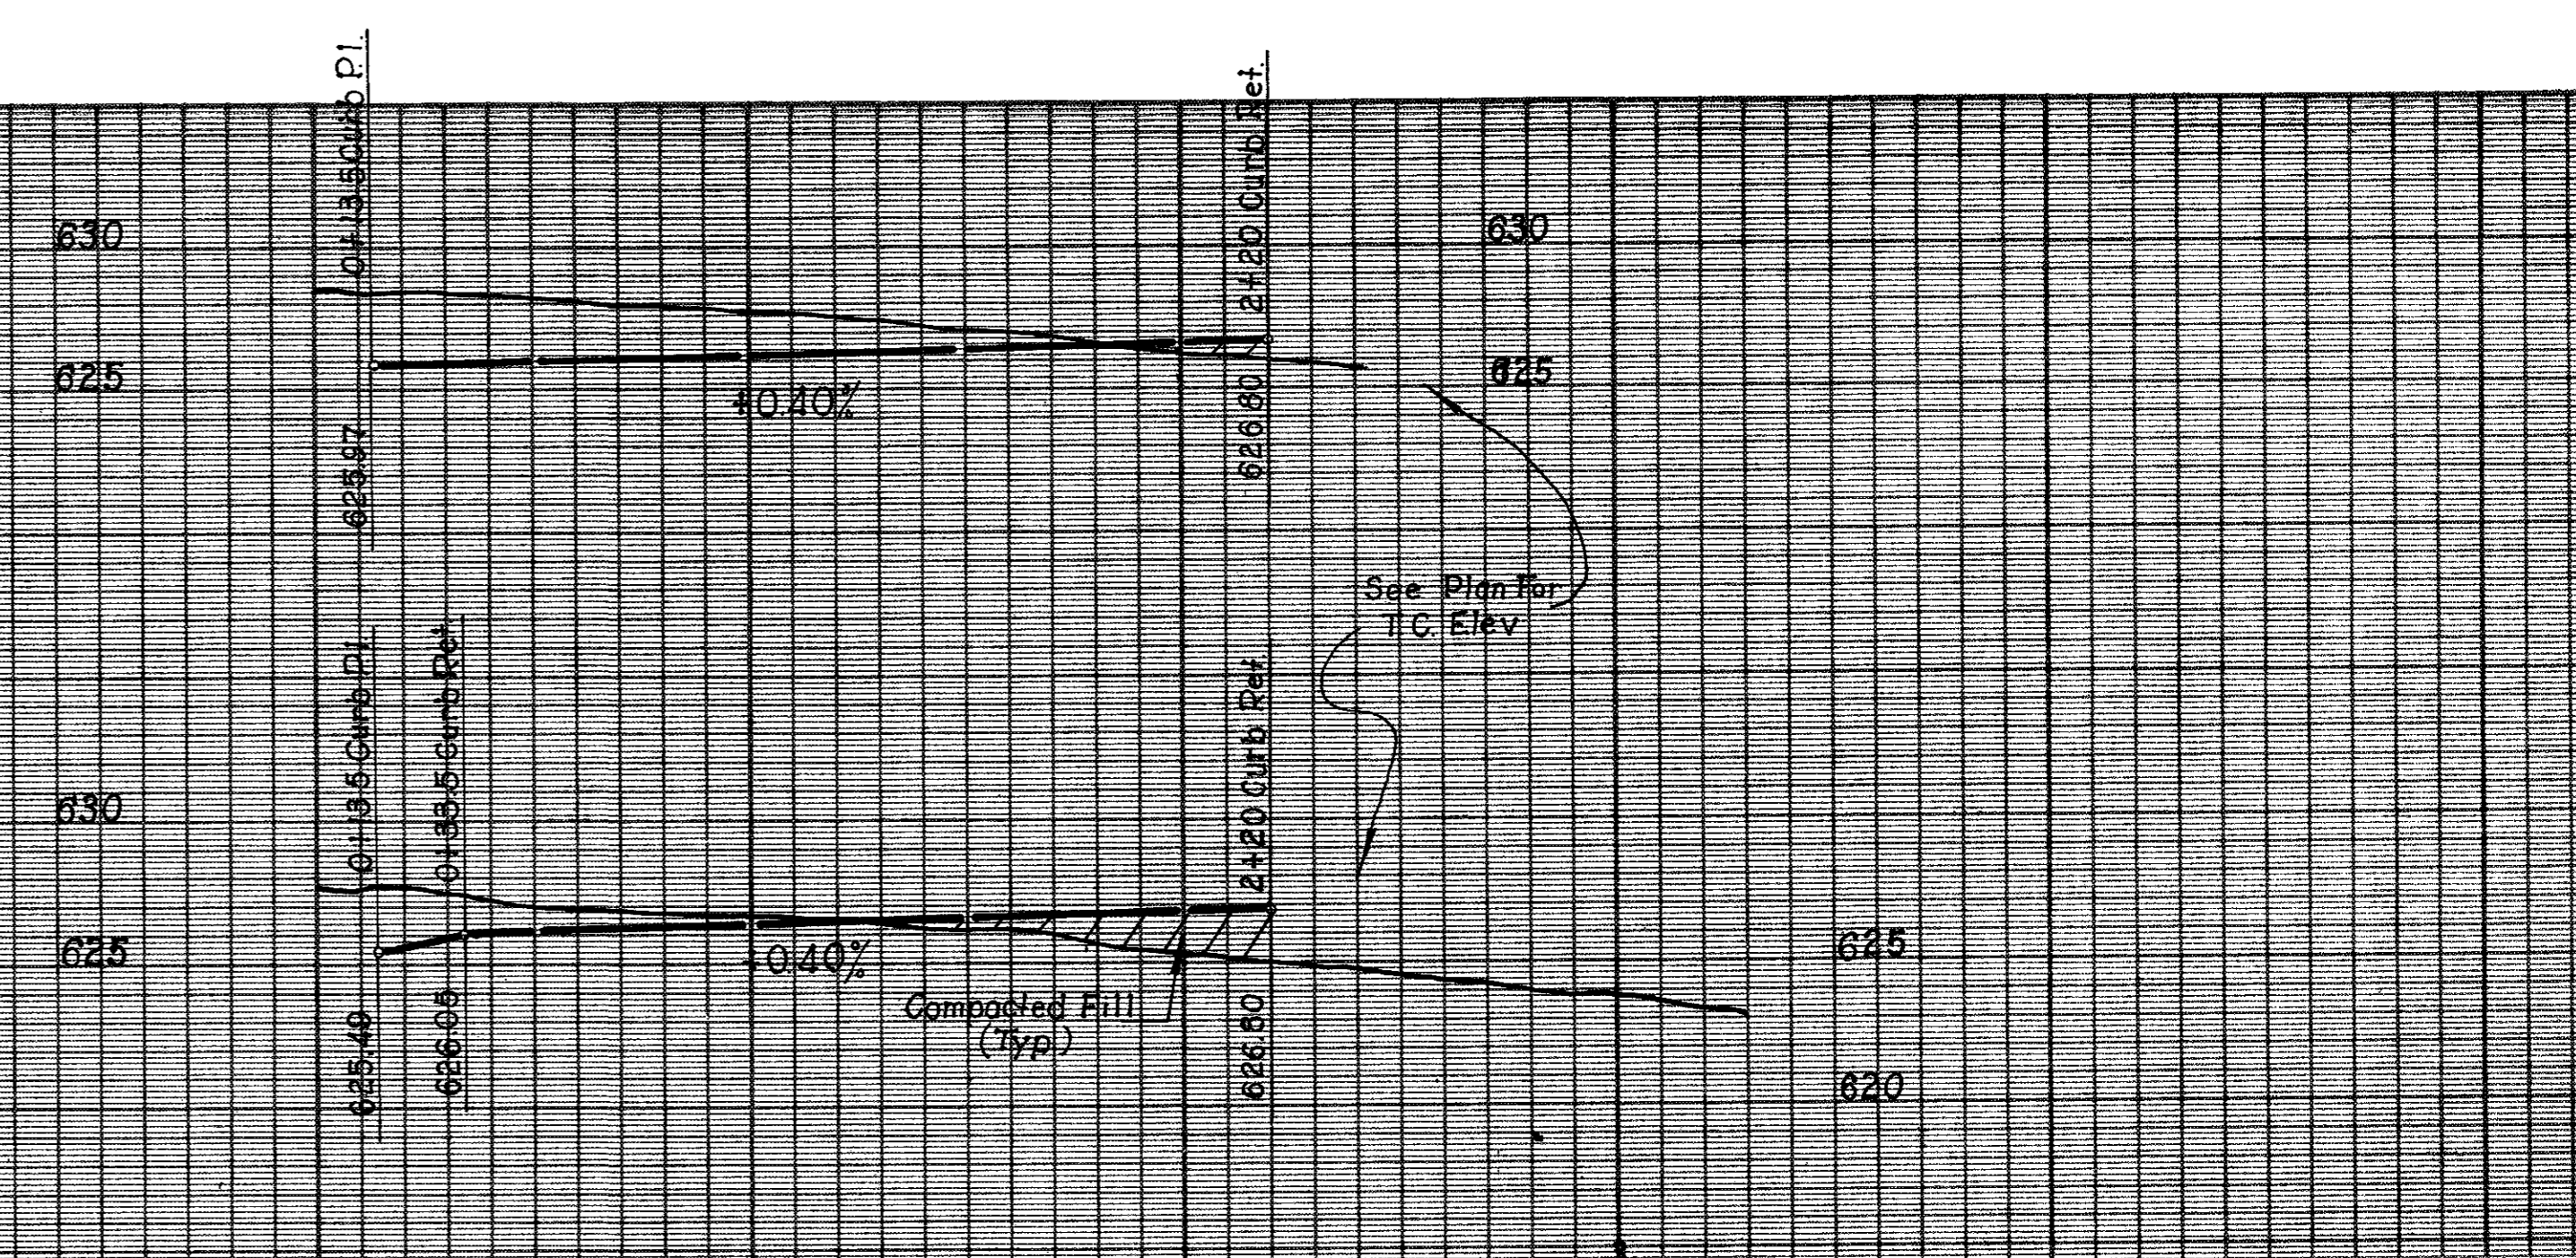 0+13.5 Curb P.I.
2+20 Curb Ret.
630
630
625
625
+0.40%
625.97
626.80
See Plan For
T.C. Elev
0+13.5 Curb P.I.
0+33.5 Curb Ret.
2+20 Curb Ret.
630
625
625
+0.40%
Compacted Fill
(Typ.)
625.49
626.05
626.80
620